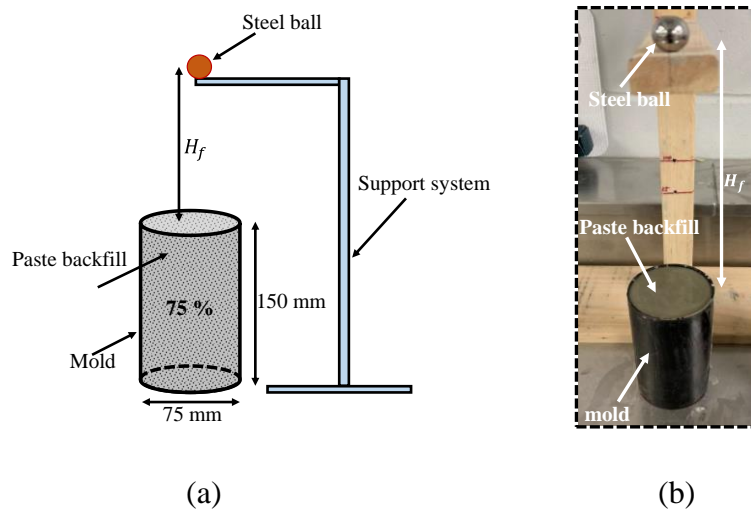 Steel ball
H_f
Support system
Paste backfill
75 %
150 mm
Mold
75 mm
(a)
Steel ball
H_f
Paste backfill
mold
(b)